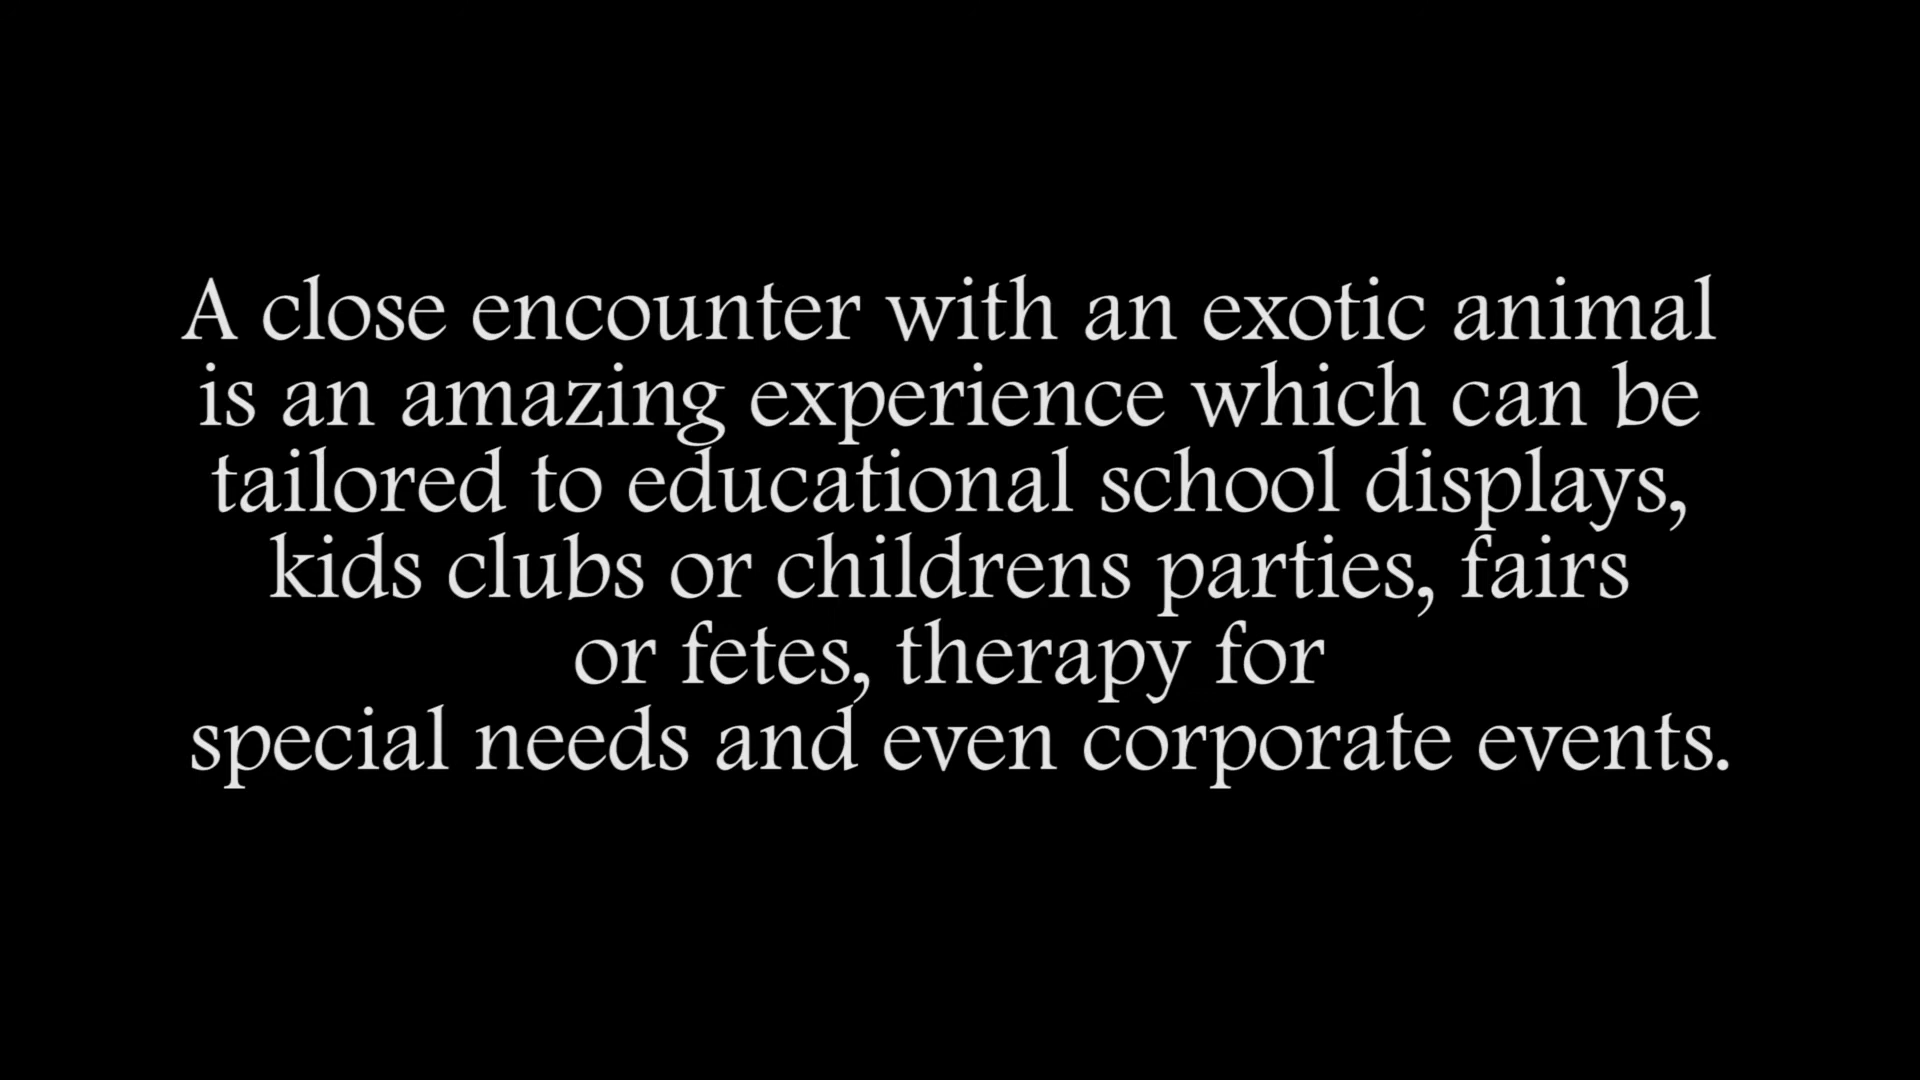 A close encounter with an exotic animal
is an amazing experience which can be
tailored to educational school displays,
kids clubs or childrens parties, fairs
or fetes, therapy for
special needs and even corporate events.